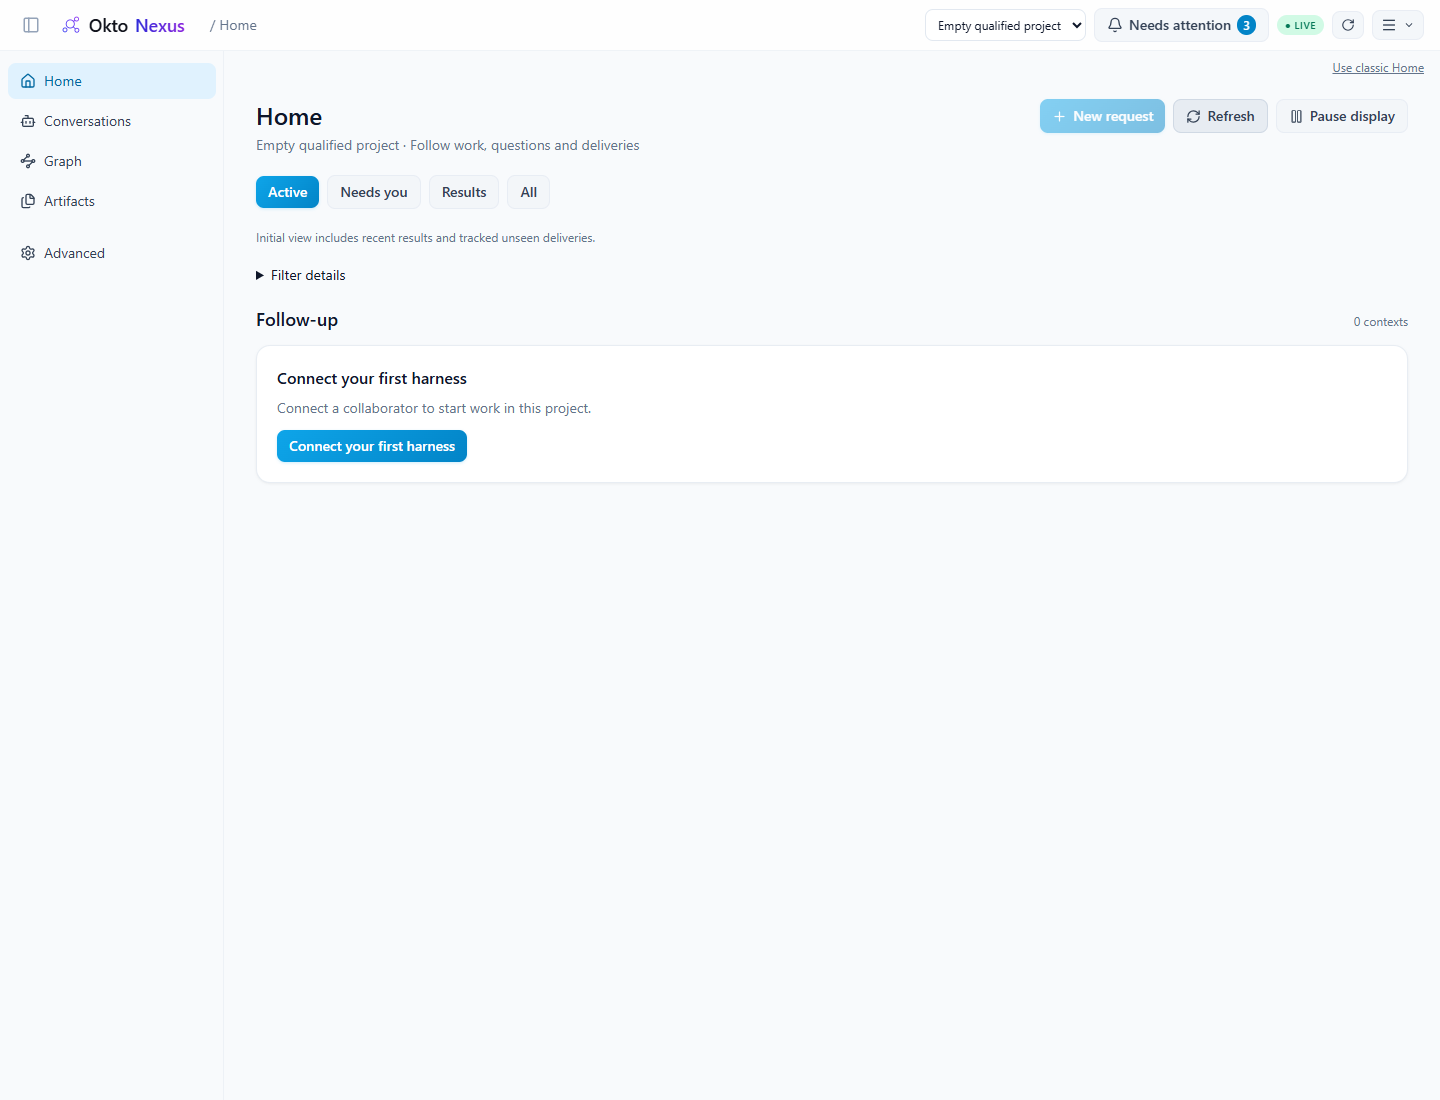 Okto Nexus / Home
Empty qualified project
Needs attention 3
LIVE
Use classic Home
Home
Conversations
Graph
Artifacts
Advanced
Home
Empty qualified project · Follow work, questions and deliveries
New request
Refresh
Pause display
Active
Needs you
Results
All
Initial view includes recent results and tracked unseen deliveries.
Filter details
Follow-up
0 contexts
Connect your first harness
Connect a collaborator to start work in this project.
Connect your first harness